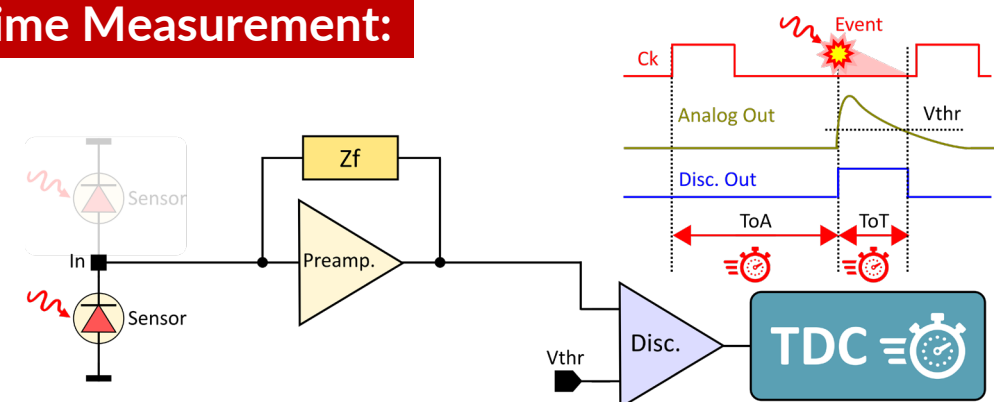 ime Measurement:
Event
Ck
Analog Out
Vthr
Disc. Out
ToA
ToT
Zf
Sensor
In
Preamp.
Sensor
Vthr
Disc.
TDC